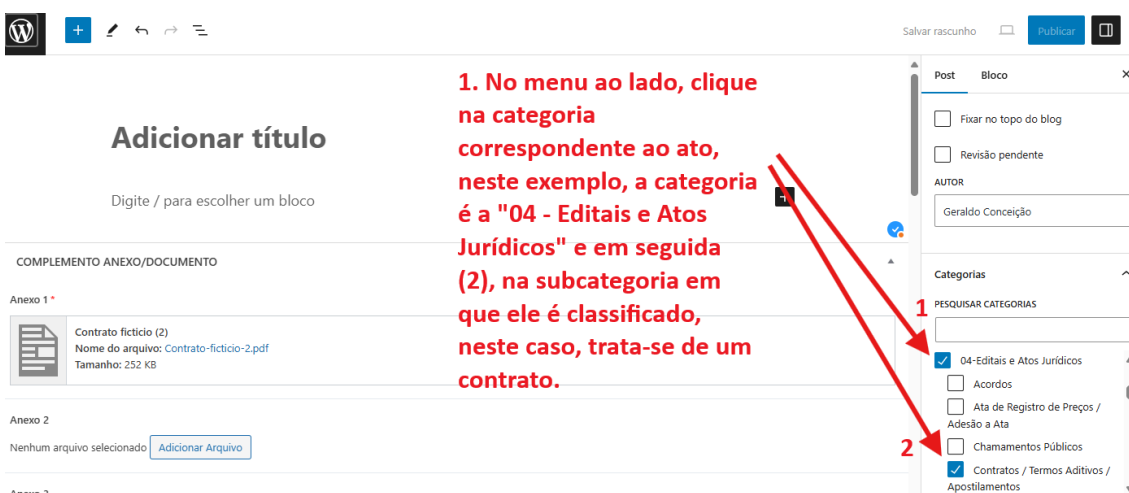 Salvar rascunho
Publicar
1. No menu ao lado, clique
na categoria
correspondente ao ato,
neste exemplo, a categoria
é a "04 - Editais e Atos
Jurídicos" e em seguida
(2), na subcategoria em
que ele é classificado,
neste caso, trata-se de um
contrato.
Adicionar título
Digite / para escolher um bloco
COMPLEMENTO ANEXO/DOCUMENTO
Anexo 1 *
Contrato ficticio (2)
Nome do arquivo: Contrato-ficticio-2.pdf
Tamanho: 252 KB
Anexo 2
Nenhum arquivo selecionado Adicionar Arquivo
Anexo 3
Post Bloco
Fixar no topo do blog
Revisão pendente
AUTOR
Geraldo Conceição
Categorias
PESQUISAR CATEGORIAS
1
04-Editais e Atos Jurídicos
Acordos
Ata de Registro de Preços /
Adesão a Ata
Chamamentos Públicos
2
Contratos / Termos Aditivos /
Apostilamentos